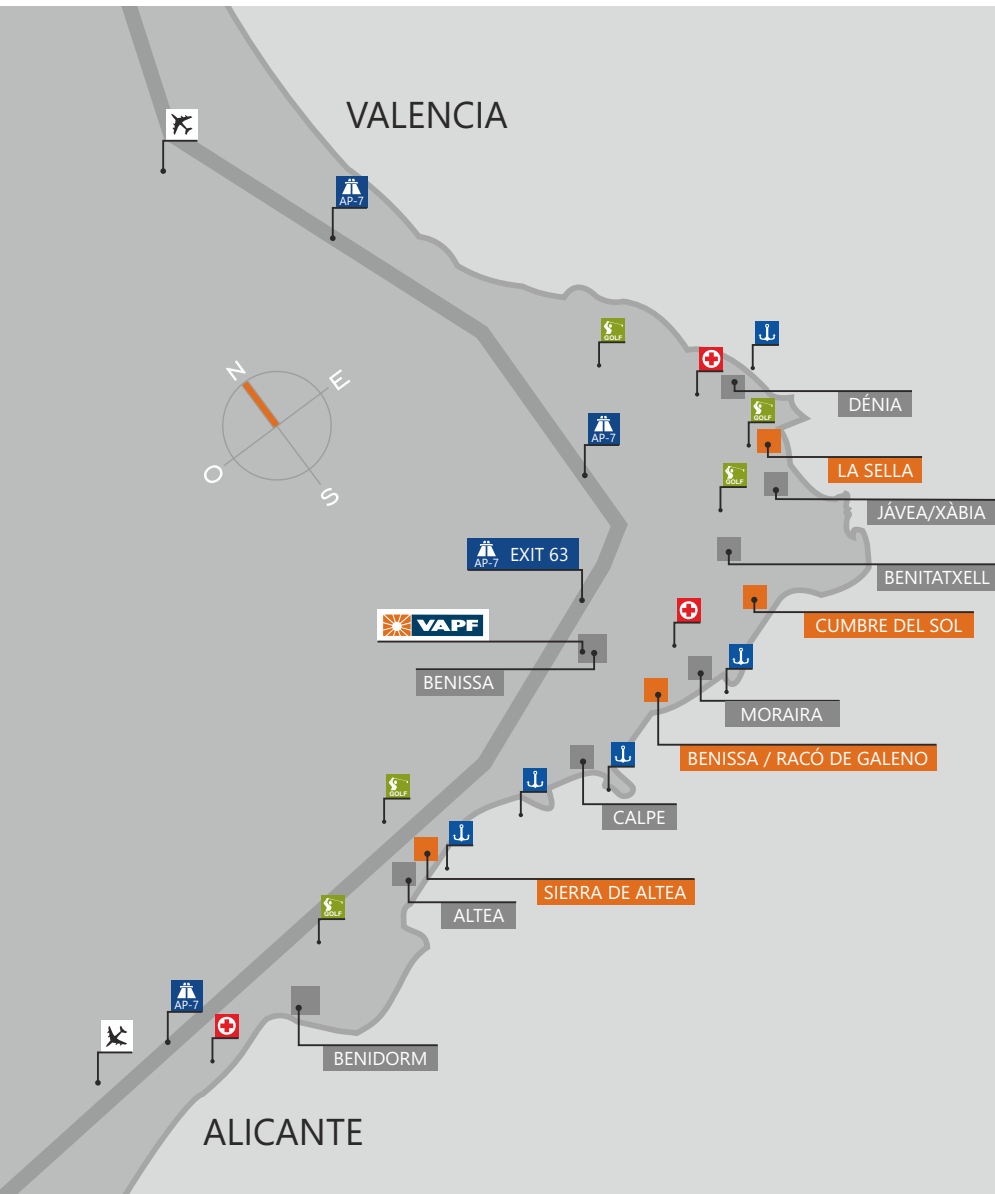 VALENCIA
AP-7
GOLF
DÉNIA
GOLF
N
E
AP-7
LA SELLA
GOLF
O
S
JÁVEA/XÀBIA
AP-7 EXIT 63
BENITATXELL
VAPF
CUMBRE DEL SOL
BENISSA
MORAIRA
BENISSA / RACÓ DE GALENO
GOLF
CALPE
SIERRA DE ALTEA
GOLF
ALTEA
AP-7
BENIDORM
ALICANTE